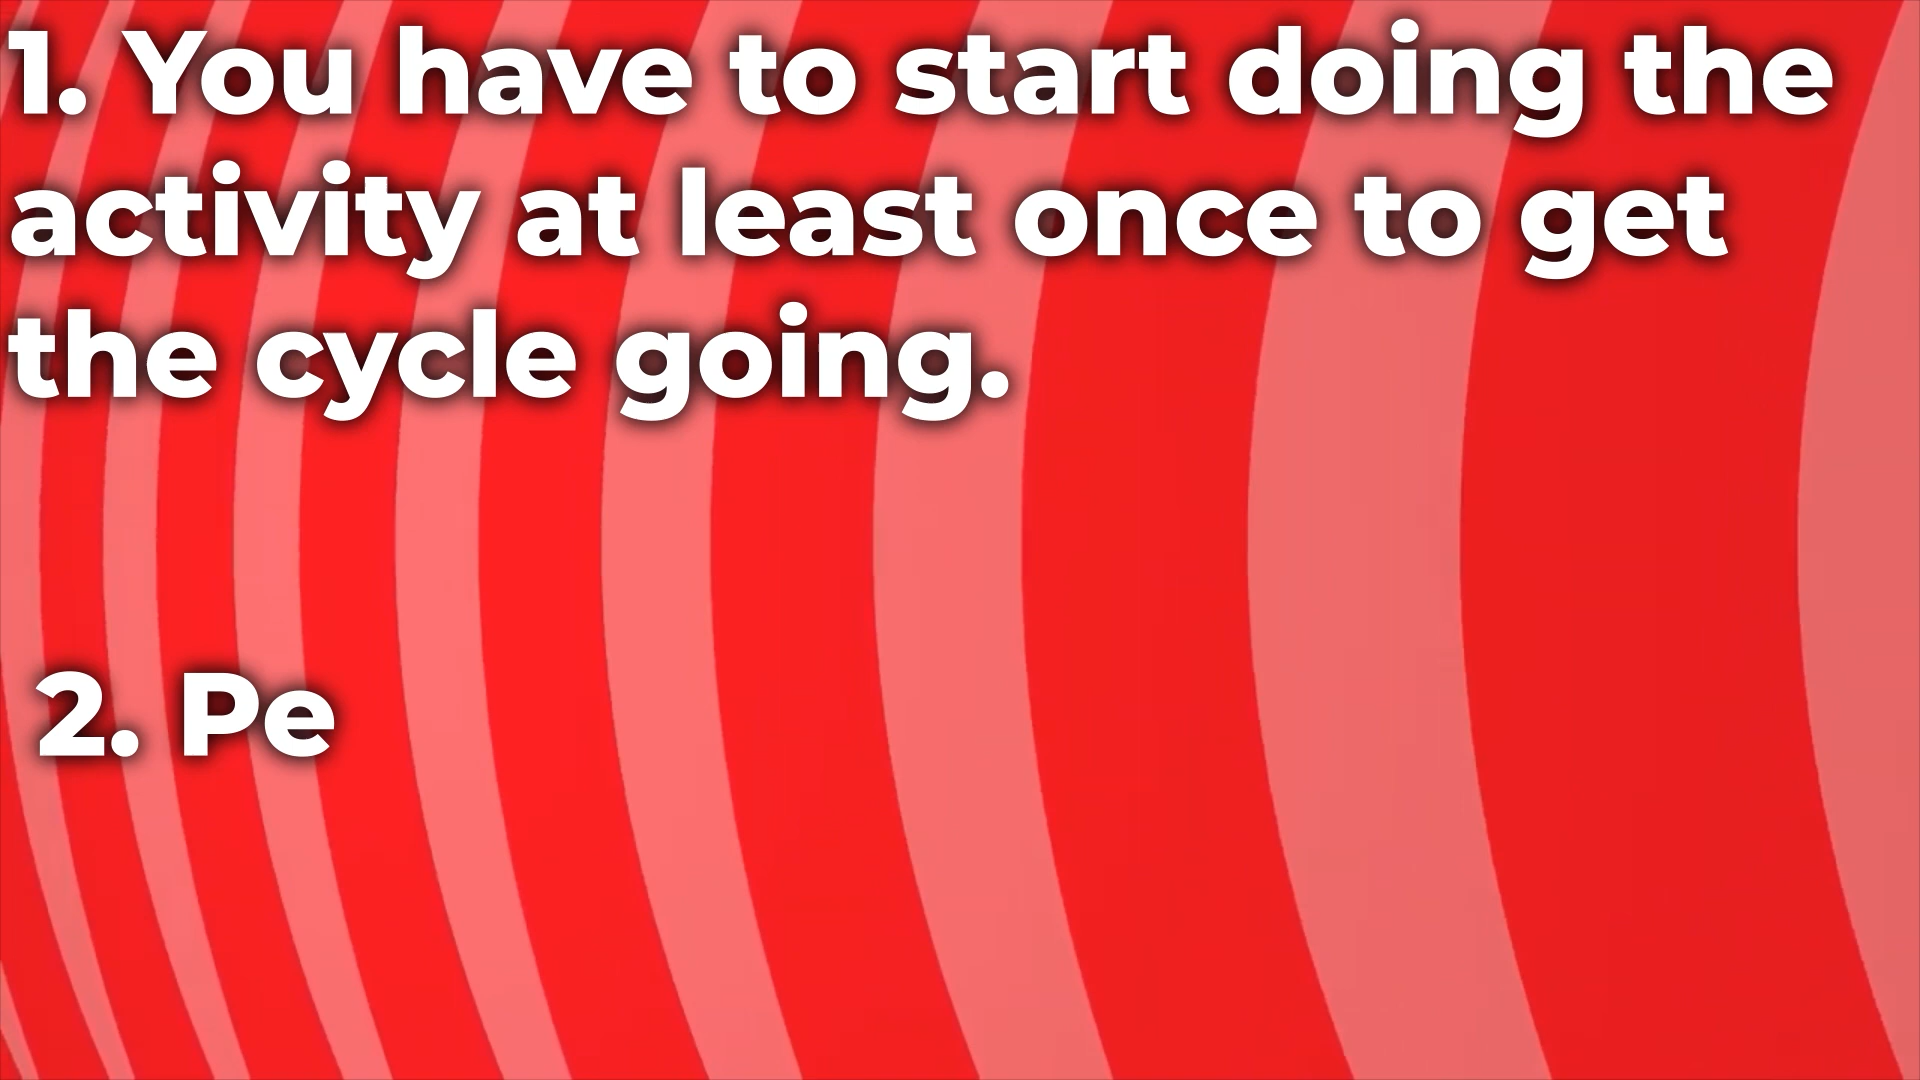 1. You have to start doing the
activity at least once to get
the cycle going.
2. Pe